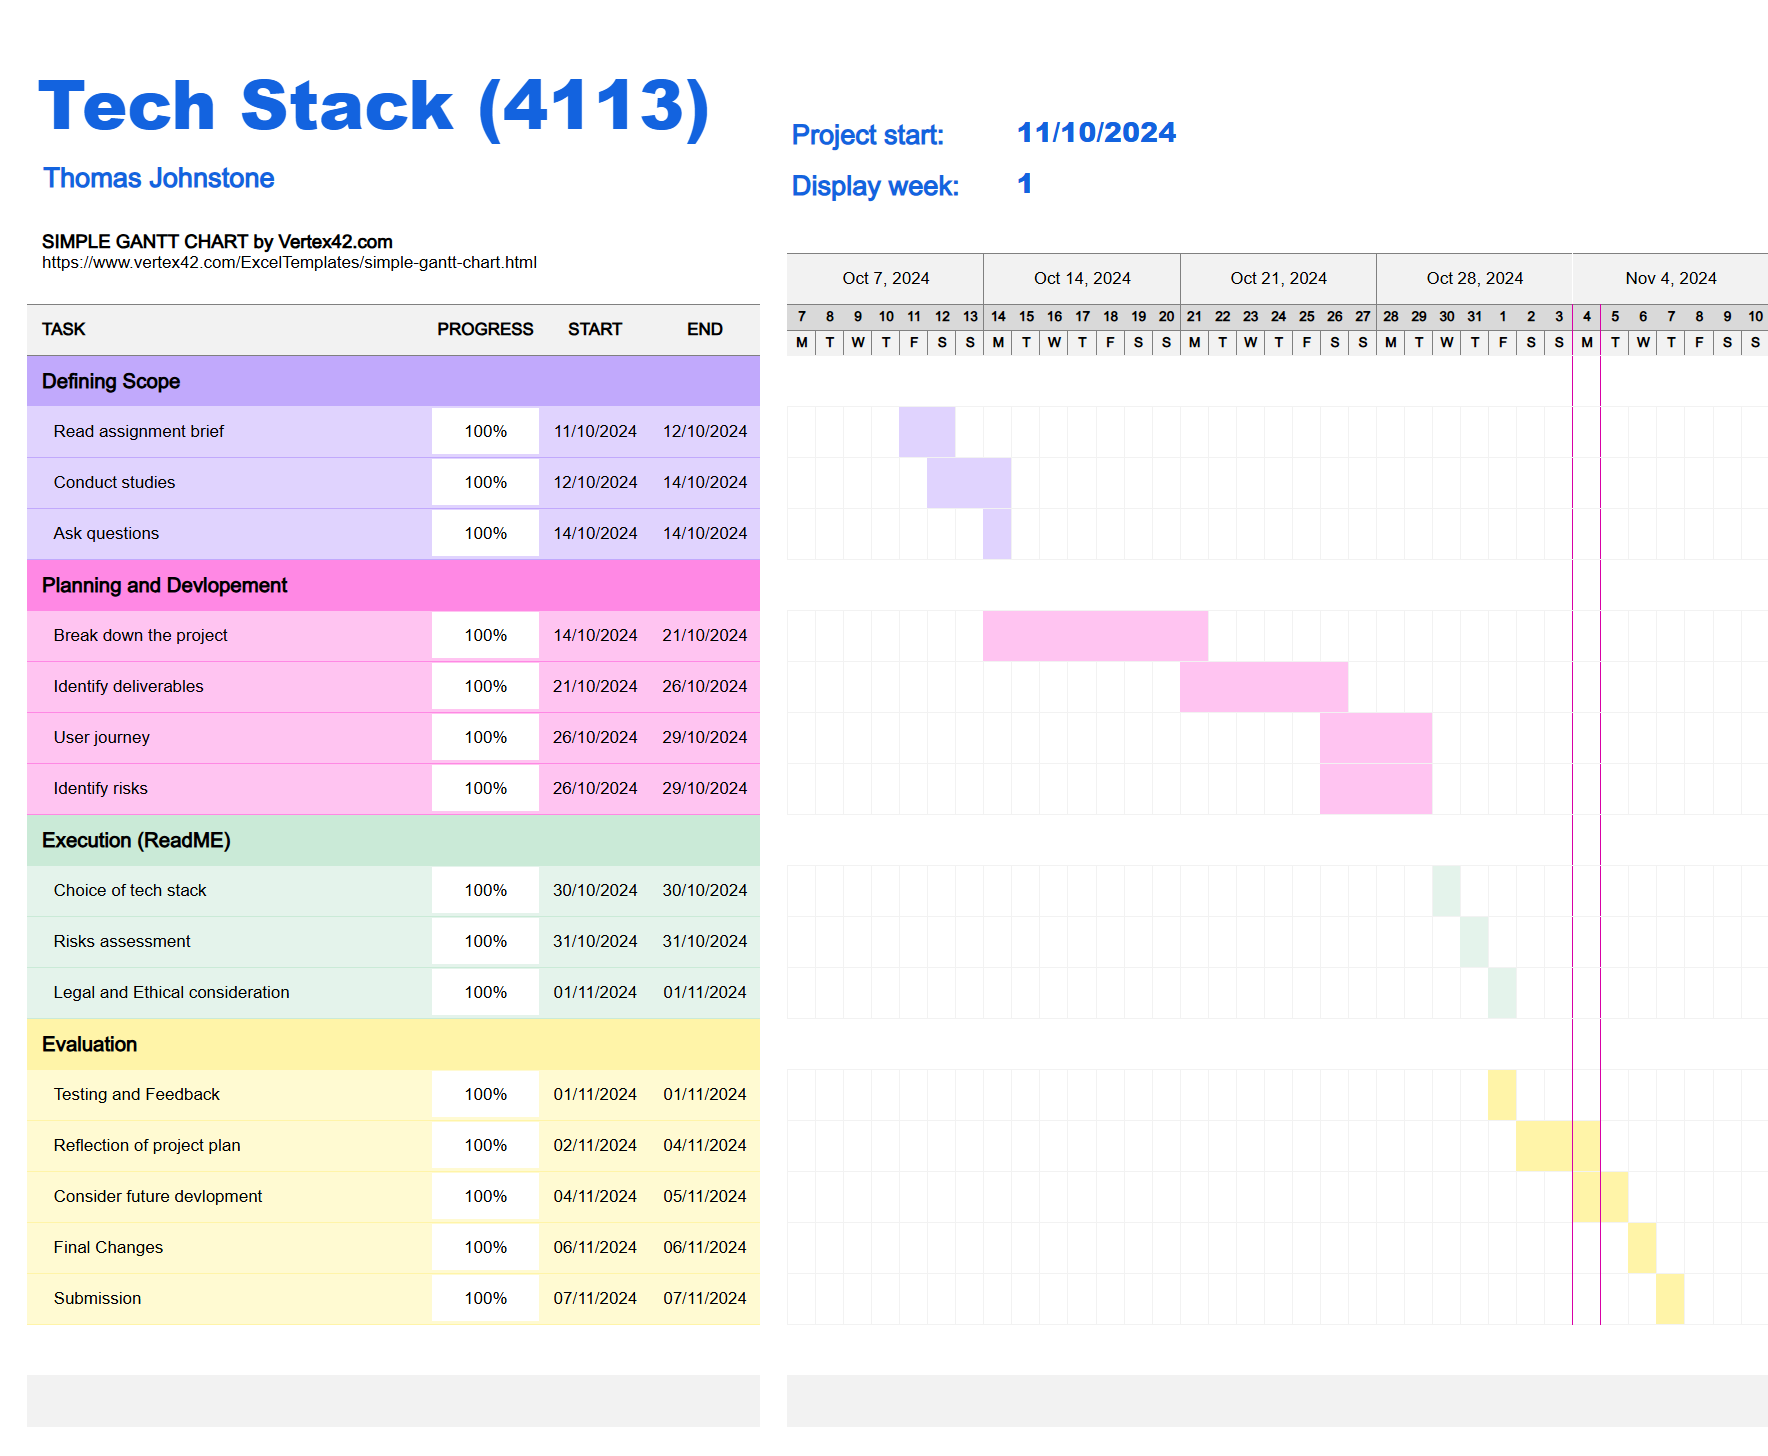 Tech Stack (4113)
Project start: 11/10/2024
Thomas Johnstone
Display week: 1
SIMPLE GANTT CHART by Vertex42.com
https://www.vertex42.com/ExcelTemplates/simple-gantt-chart.html
Oct 7, 2024 Oct 14, 2024 Oct 21, 2024 Oct 28, 2024 Nov 4, 2024
7 8 9 10 11 12 13 14 15 16 17 18 19 20 21 22 23 24 25 26 27 28 29 30 31 1 2 3 4 5 6 7 8 9 10
TASK PROGRESS START END
M T W T F S S M T W T F S S M T W T F S S M T W T F S S M T W T F S S
Defining Scope
Read assignment brief 100% 11/10/2024 12/10/2024
Conduct studies 100% 12/10/2024 14/10/2024
Ask questions 100% 14/10/2024 14/10/2024
Planning and Devlopement
Break down the project 100% 14/10/2024 21/10/2024
Identify deliverables 100% 21/10/2024 26/10/2024
User journey 100% 26/10/2024 29/10/2024
Identify risks 100% 26/10/2024 29/10/2024
Execution (ReadME)
Choice of tech stack 100% 30/10/2024 30/10/2024
Risks assessment 100% 31/10/2024 31/10/2024
Legal and Ethical consideration 100% 01/11/2024 01/11/2024
Evaluation
Testing and Feedback 100% 01/11/2024 01/11/2024
Reflection of project plan 100% 02/11/2024 04/11/2024
Consider future devlopment 100% 04/11/2024 05/11/2024
Final Changes 100% 06/11/2024 06/11/2024
Submission 100% 07/11/2024 07/11/2024